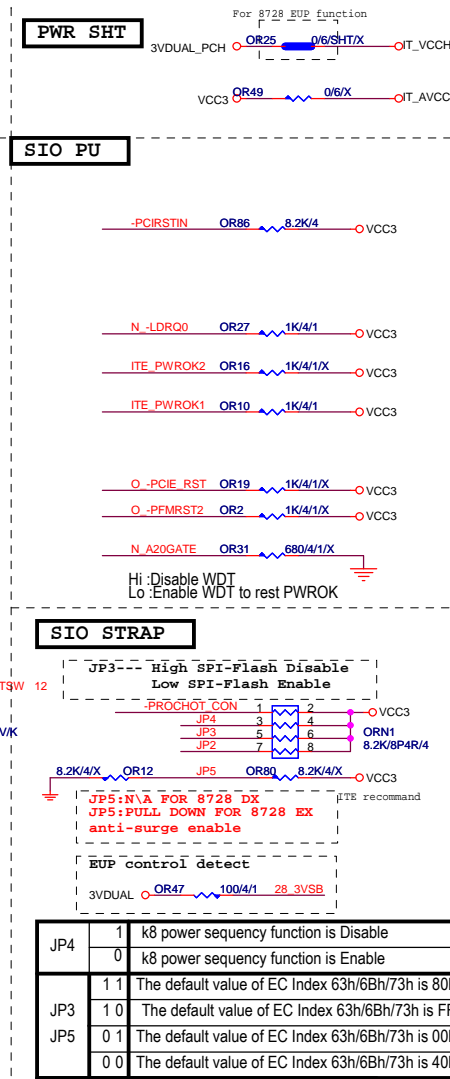 For 8728 EUP function
PWR SHT
3VDUAL_PCH OR25 0/6/SHT/X IT_VCCH
VCC3 OR49 0/6/X IT_AVCC
SIO PU
-PCIRSTIN OR86 8.2K/4 VCC3
N_-LDRQ0 OR27 1K/4/1 VCC3
ITE_PWROK2 OR16 1K/4/1/X VCC3
ITE_PWROK1 OR10 1K/4/1 VCC3
O_-PCIE_RST OR19 1K/4/1/X VCC3
O_-PFMRST2 OR2 1K/4/1/X VCC3
N_A20GATE OR31 680/4/1/X
Hi :Disable WDT
Lo :Enable WDT to rest PWROK
SIO STRAP
JP3--- High SPI-Flash Disable
Low SPI-Flash Enable
TSW 12
-PROCHOT_CON 1 2 VCC3
JP4 3 4
JP3 5 6 ORN1
JP2 7 8 8.2K/8P4R/4
V/K
8.2K/4/X OR12 JP5 OR80 8.2K/4/X VCC3
ITE recommand
JP5:N\A FOR 8728 DX
JP5:PULL DOWN FOR 8728 EX
anti-surge enable
EUP control detect
3VDUAL OR47 100/4/1 28_3VSB
JP4 1 k8 power sequency function is Disable
0 k8 power sequency function is Enable
JP3 JP5
1 1 The default value of EC Index 63h/6Bh/73h is 80
1 0 The default value of EC Index 63h/6Bh/73h is F
0 1 The default value of EC Index 63h/6Bh/73h is 00
0 0 The default value of EC Index 63h/6Bh/73h is 40